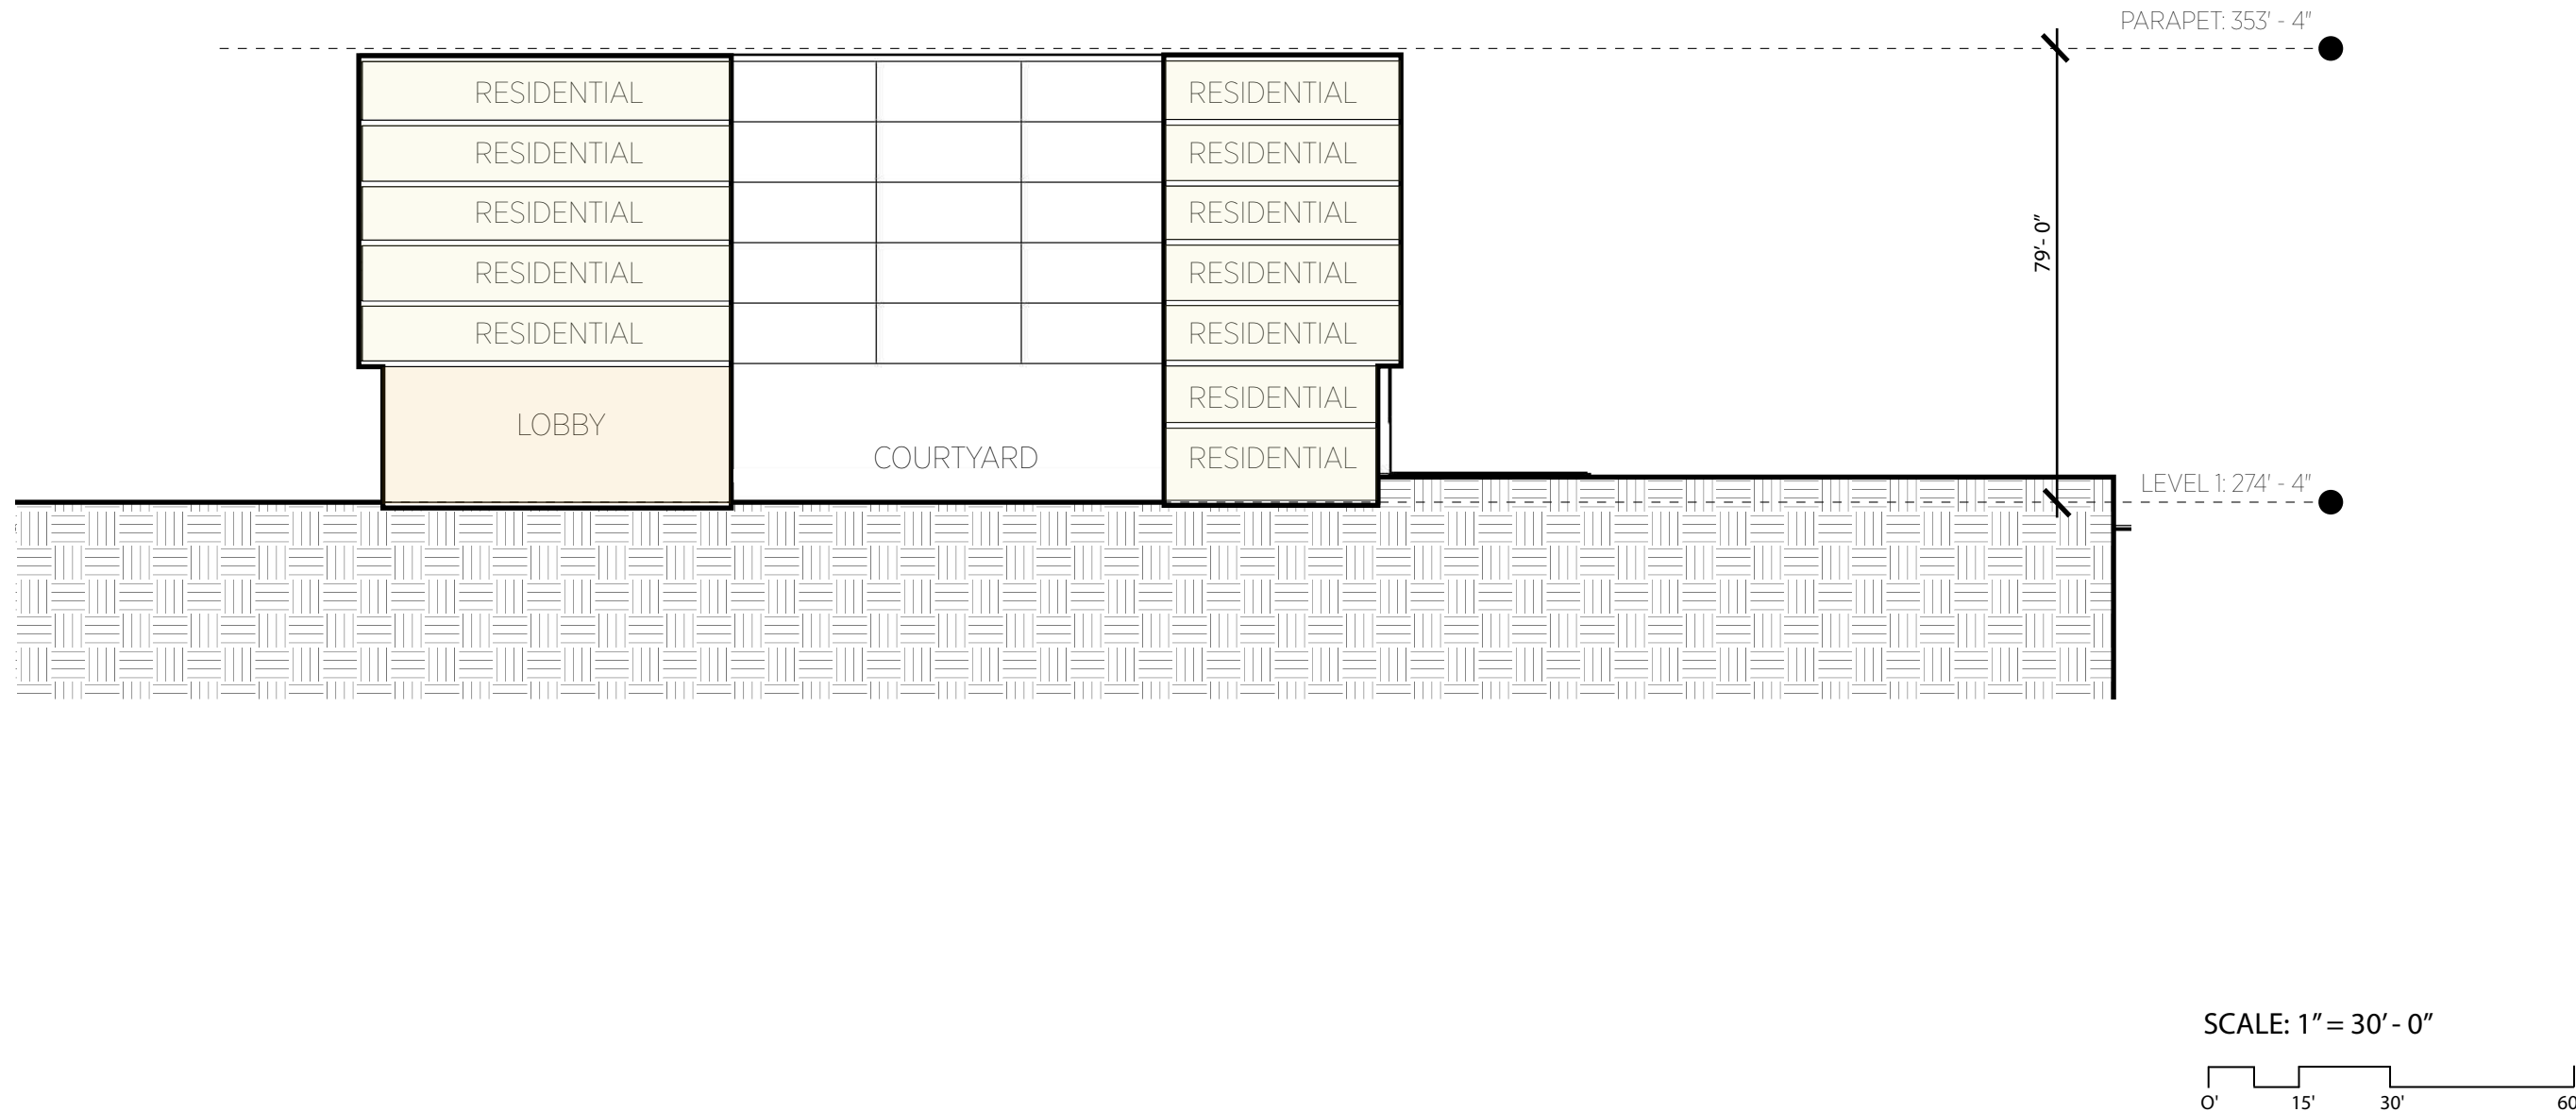 PARAPET: 353' - 4"
RESIDENTIAL
RESIDENTIAL
RESIDENTIAL
RESIDENTIAL
RESIDENTIAL
RESIDENTIAL
RESIDENTIAL
RESIDENTIAL
RESIDENTIAL
RESIDENTIAL
79'- 0"
RESIDENTIAL
LOBBY
COURTYARD
RESIDENTIAL
LEVEL 1: 274' - 4"
SCALE: 1" = 30' - 0"
0' 15' 30' 60